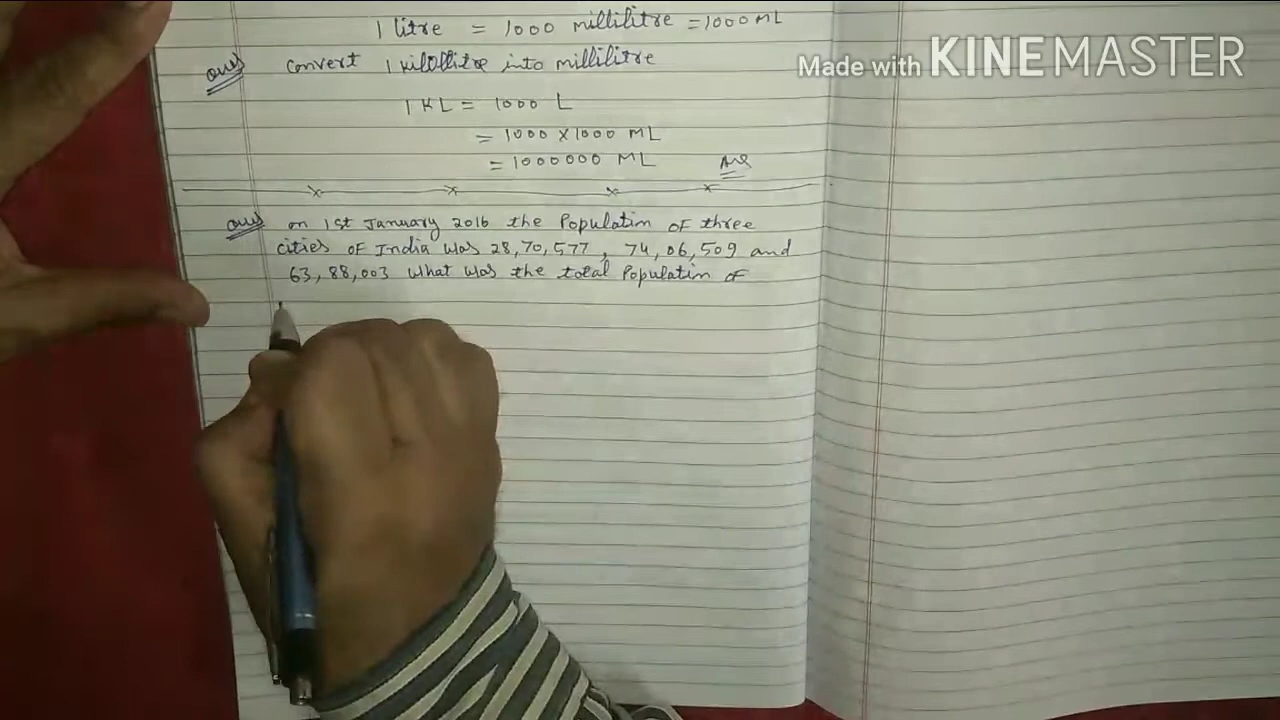 1 litre = 1000 millilitre = 1000 ML
Made with KINEMASTER
Ques convert 1 kilolitre into millilitre
1 KL = 1000 L
= 1000 X 1000 ML
= 1000000 ML Ans
Ques on 1st January 2016 the Population of three
cities of India was 28,70,577, 74,06,509 and
63,88,003 what was the total Population of